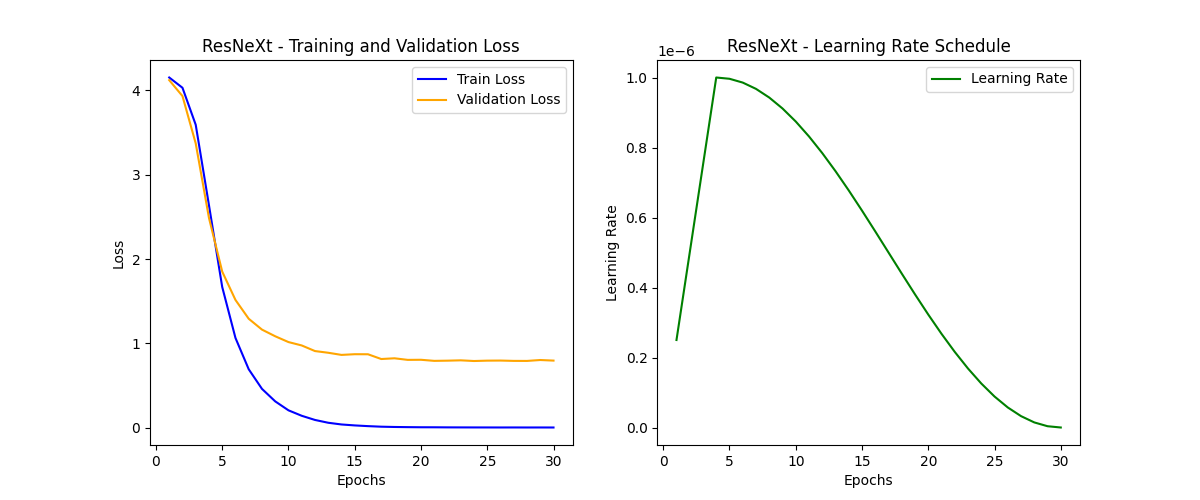 ResNeXt - Training and Validation Loss
Train Loss
Validation Loss
Loss
4
3
2
1
0
0 5 10 15 20 25 30
Epochs
ResNeXt - Learning Rate Schedule
1e−6
Learning Rate
Learning Rate
1.0
0.8
0.6
0.4
0.2
0.0
0 5 10 15 20 25 30
Epochs